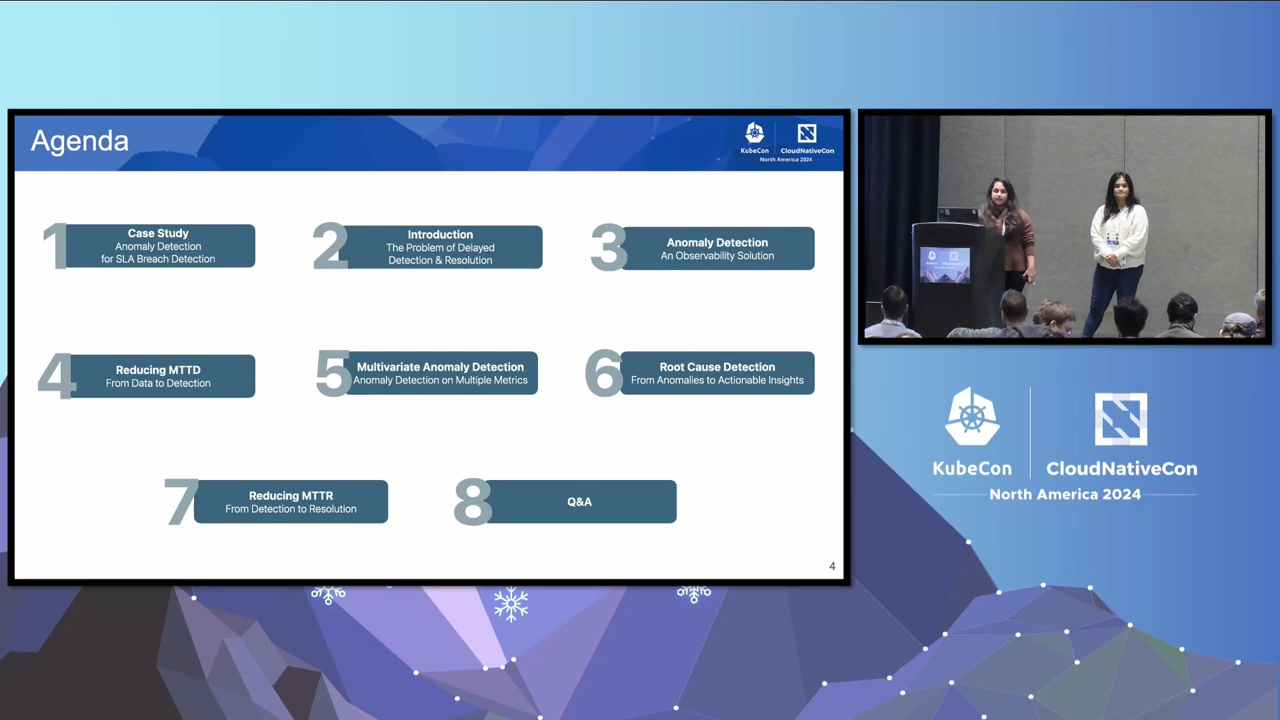 Agenda
KubeCon
CloudNativeCon
North America 2024
1
Case Study
Anomaly Detection
for SLA Breach Detection
2
Introduction
The Problem of Delayed
Detection & Resolution
3
Anomaly Detection
An Observability Solution
4
Reducing MTTD
From Data to Detection
5
Multivariate Anomaly Detection
Anomaly Detection on Multiple Metrics
6
Root Cause Detection
From Anomalies to Actionable Insights
7
Reducing MTTR
From Detection to Resolution
8
Q&A
4
KubeCon
CloudNativeCon
North America 2024